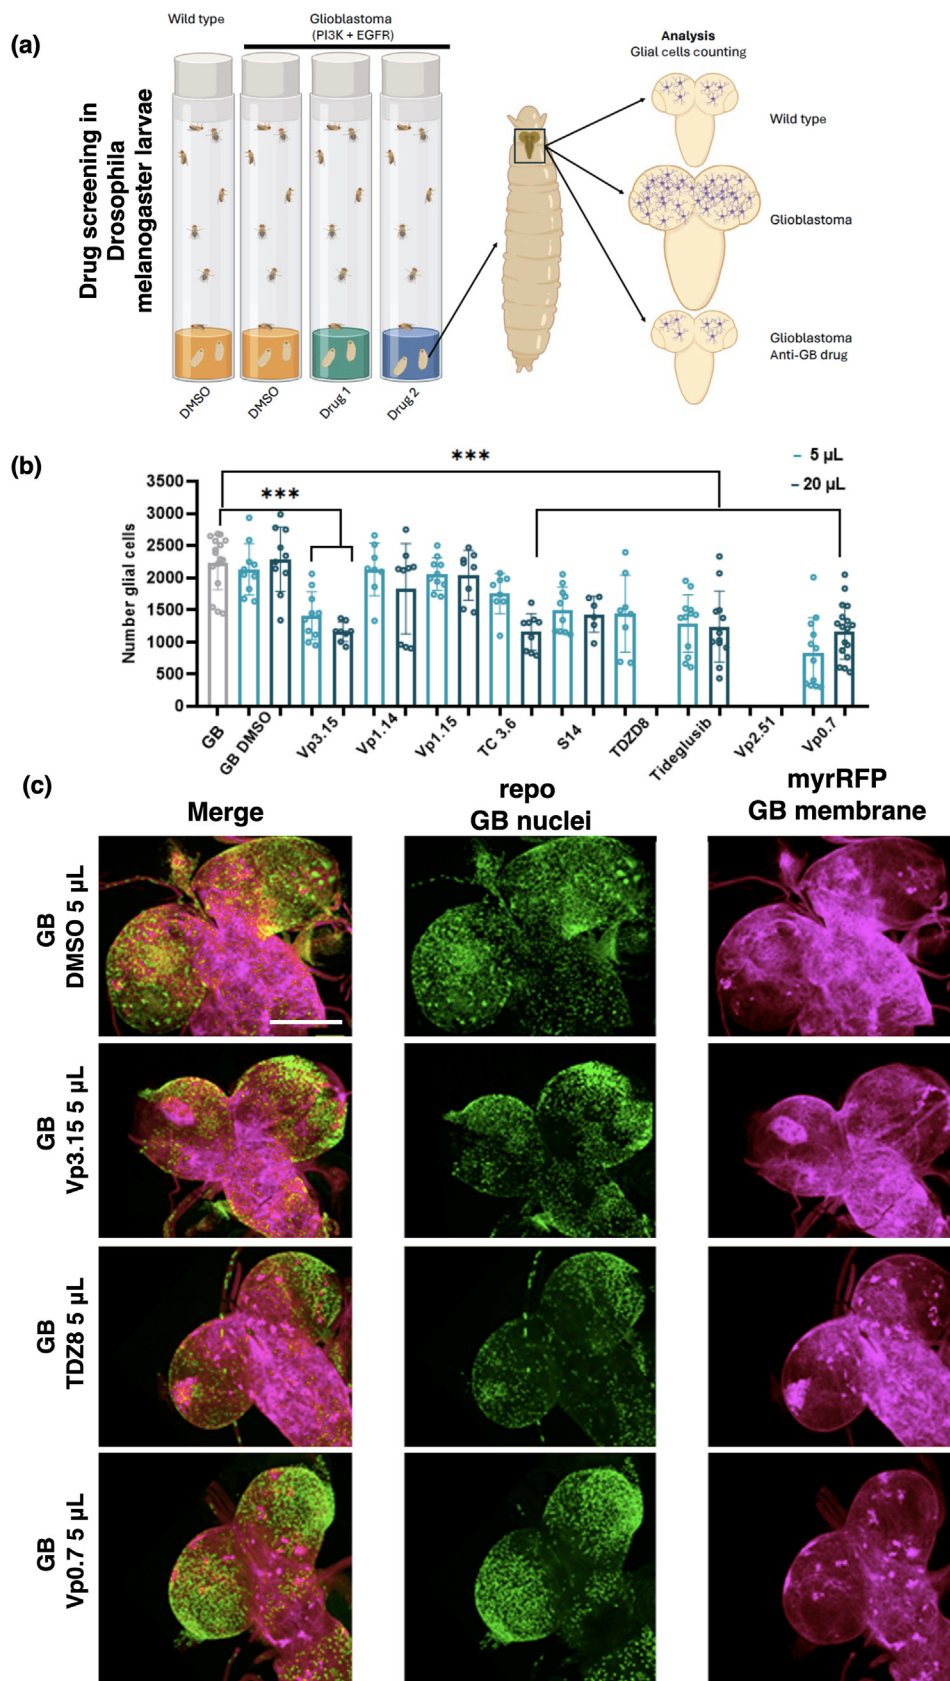 (a)
Wild type
Glioblastoma
(PI3K + EGFR)
Drug screening in
Drosophila
melanogaster larvae
DMSO
DMSO
Drug 1
Drug 2
Analysis
Glial cells counting
Wild type
Glioblastoma
Glioblastoma
Anti-GB drug
(b)
***
***
5 µL
20 µL
Number glial cells
3500
3000
2500
2000
1500
1000
500
0
GB
GB DMSO
Vp3.15
Vp1.14
Vp1.15
TC 3.6
S14
TDZD8
Tideglusib
Vp2.51
Vp0.7
(c)
Merge
repo
GB nuclei
myrRFP
GB membrane
GB
DMSO 5 µL
GB
Vp3.15 5 µL
GB
TDZ8 5 µL
GB
Vp0.7 5 µL